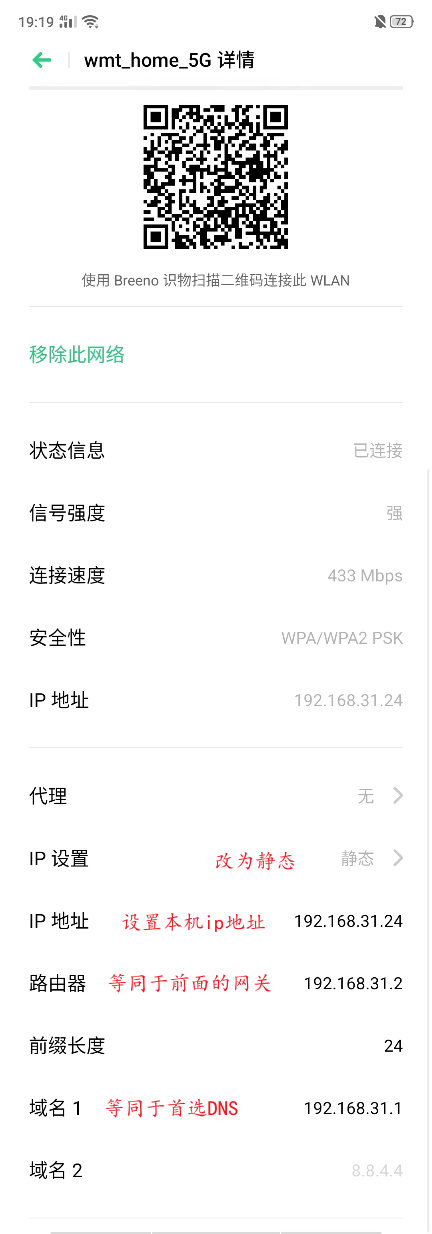 19:19 4G 72
wmt_home_5G 详情
使用 Breeno 识物扫描二维码连接此 WLAN
移除此网络
状态信息 已连接
信号强度 强
连接速度 433 Mbps
安全性 WPA/WPA2 PSK
IP 地址 192.168.31.24
代理 无
IP 设置 改为静态 静态
IP 地址 设置本机ip地址 192.168.31.24
路由器 等同于前面的网关 192.168.31.2
前缀长度 24
域名 1 等同于首选DNS 192.168.31.1
域名 2 8.8.4.4